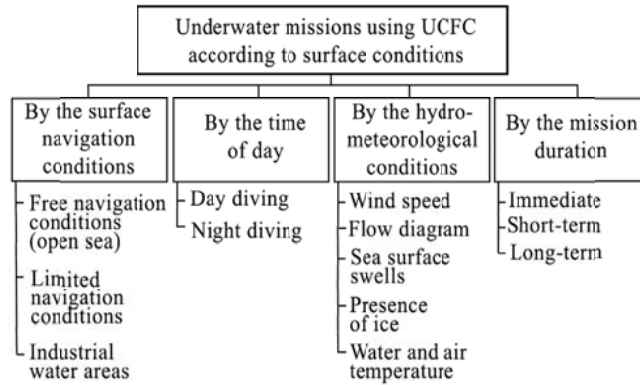 Underwater missions using UCFC
according to surface conditions
By the surface
navigation
conditions
Free navigation
conditions
(open sea)
Limited
navigation
conditions
Industrial
water areas
By the time
of day
Day diving
Night diving
By the hydro-
meteorological
conditions
Wind speed
Flow diagram
Sea surface
swells
Presence
of ice
Water and air
temperature
By the mission
duration
Immediate
Short-term
Long-term